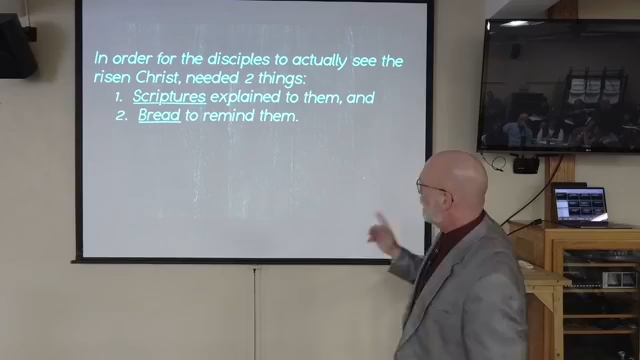 In order for the disciples to actually see the
risen Christ, needed 2 things:
1. Scriptures explained to them, and
2. Bread to remind them.